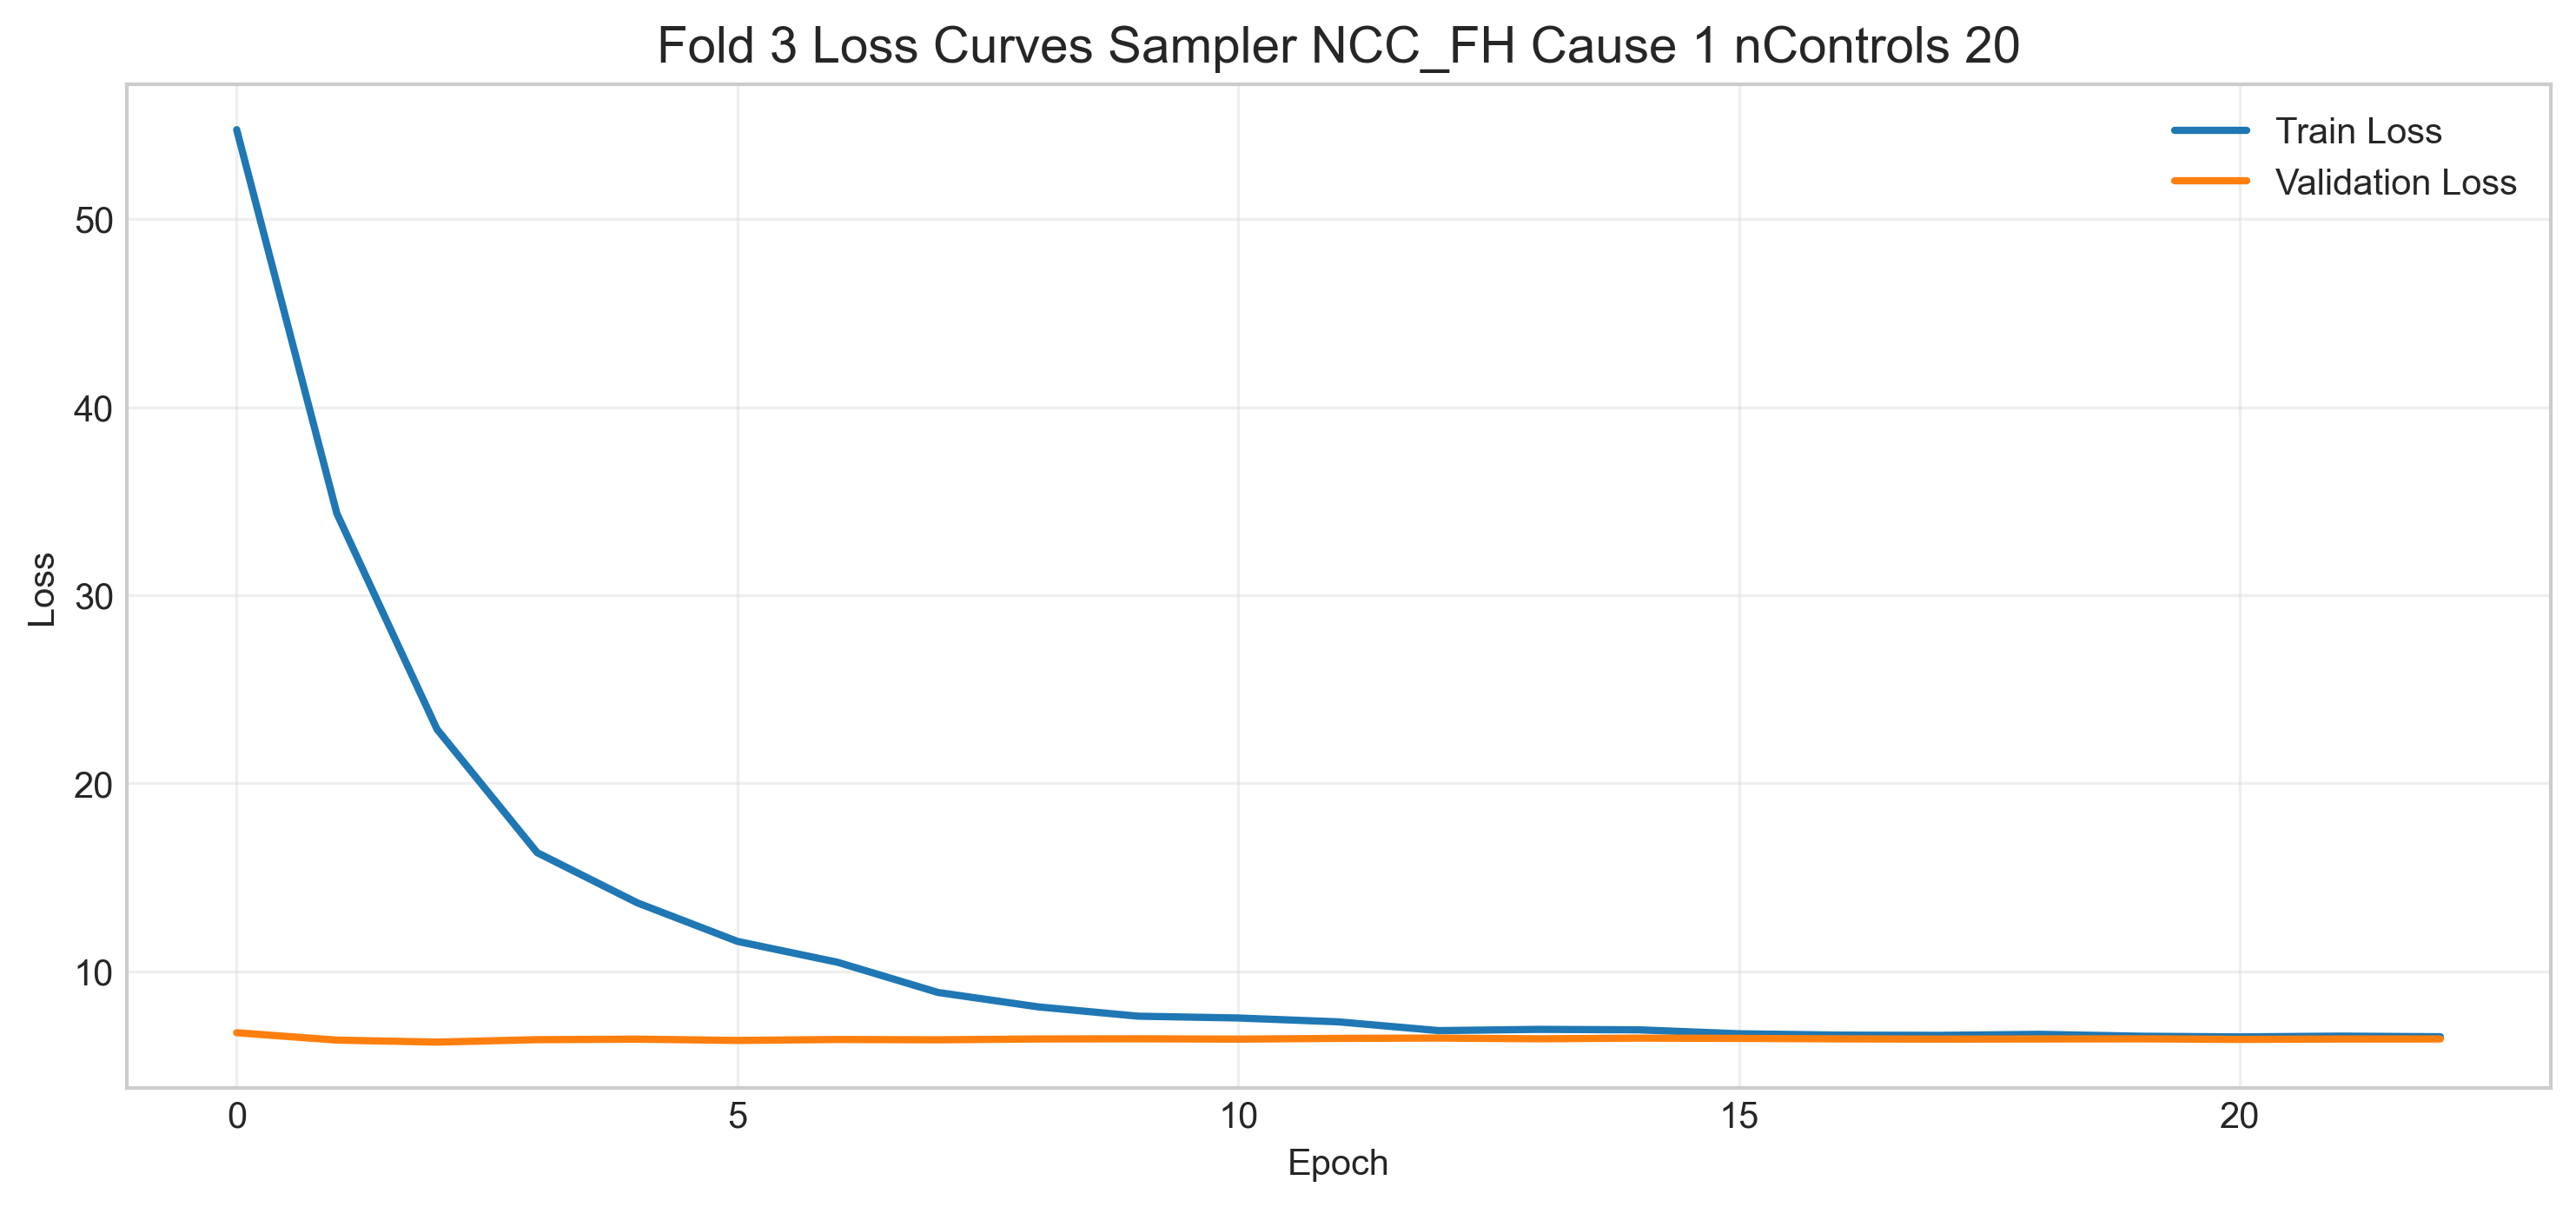 Fold 3 Loss Curves Sampler NCC_FH Cause 1 nControls 20
Train Loss
Validation Loss
Loss
50
40
30
20
10
0 5 10 15 20
Epoch